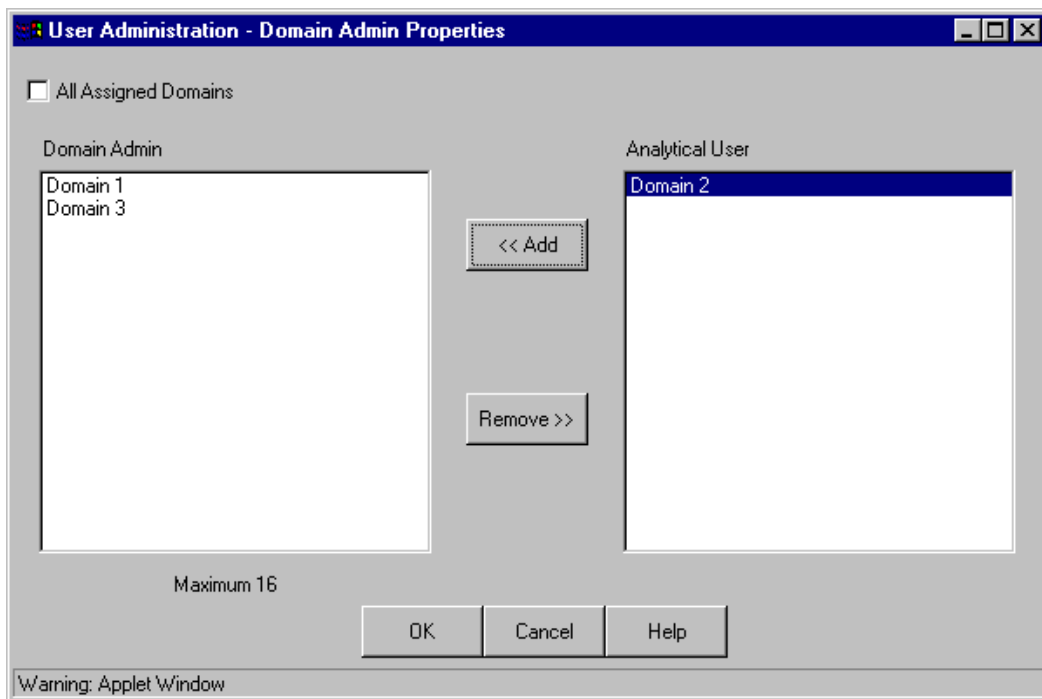 User Administration - Domain Admin Properties
All Assigned Domains
Domain Admin
Domain 1
Domain 3
<< Add
Remove >>
Analytical User
Domain 2
Maximum 16
OK
Cancel
Help
Warning: Applet Window